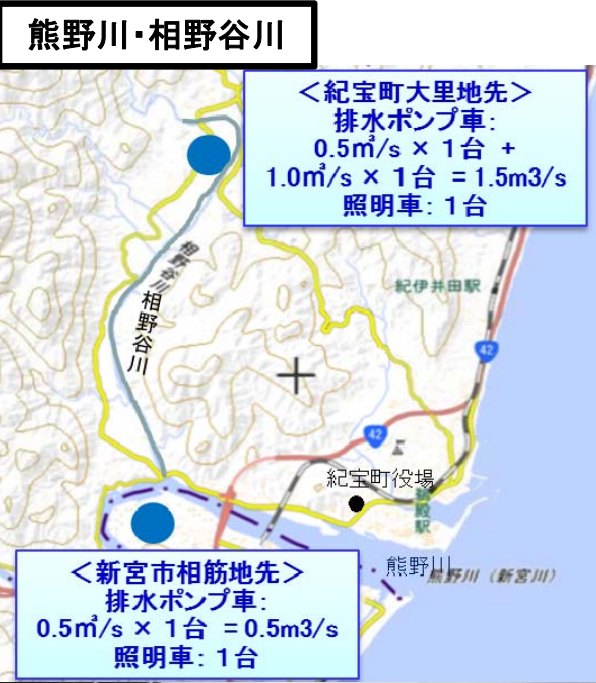 熊野川・相野谷川
＜紀宝町大里地先＞
排水ポンプ車：
0.5㎥/s × 1台 +
1.0㎥/s × 1台 = 1.5m3/s
照明車：1台
相野谷川
相野谷川
紀伊井田駅
42
42
紀宝町役場
鵜殿駅
熊野川
熊野川（新宮川）
＜新宮市相筋地先＞
排水ポンプ車：
0.5㎥/s × 1台 = 0.5m3/s
照明車：1台